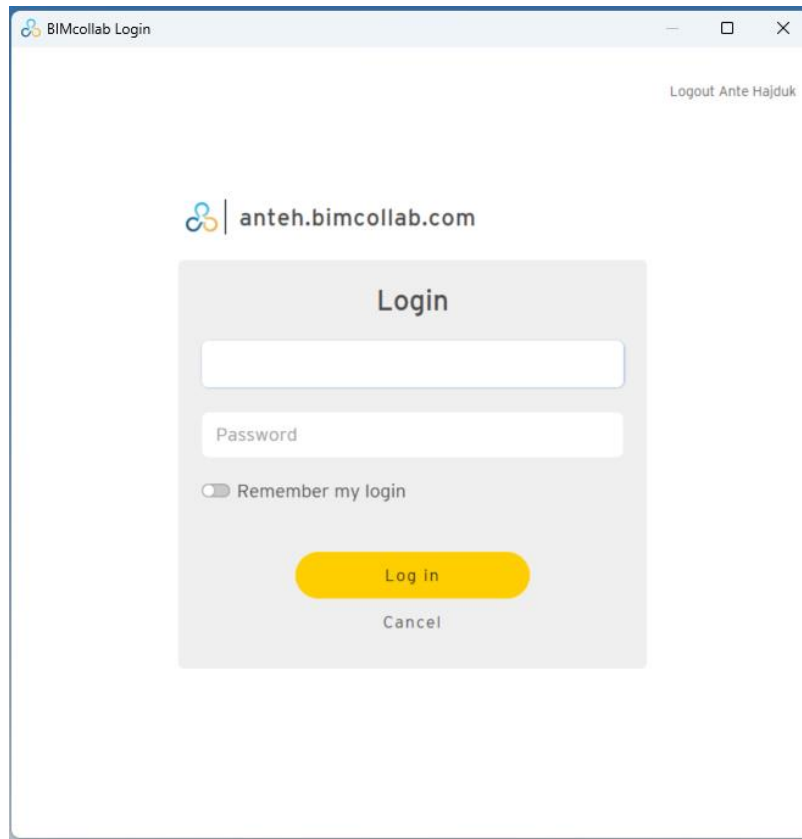 BIMcollab Login
Logout Ante Hajduk
anteh.bimcollab.com
Login
Password
Remember my login
Log in
Cancel